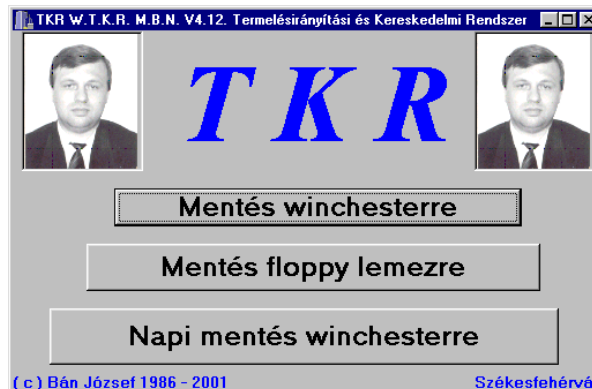 TKR W.T.K.R. M.B.N. V4.12. Termelésirányítási és Kereskedelmi Rendszer
T K R
Mentés winchesterre
Mentés floppy lemezre
Napi mentés winchesterre
( c ) Bán József 1986 - 2001 Székesfehérvá